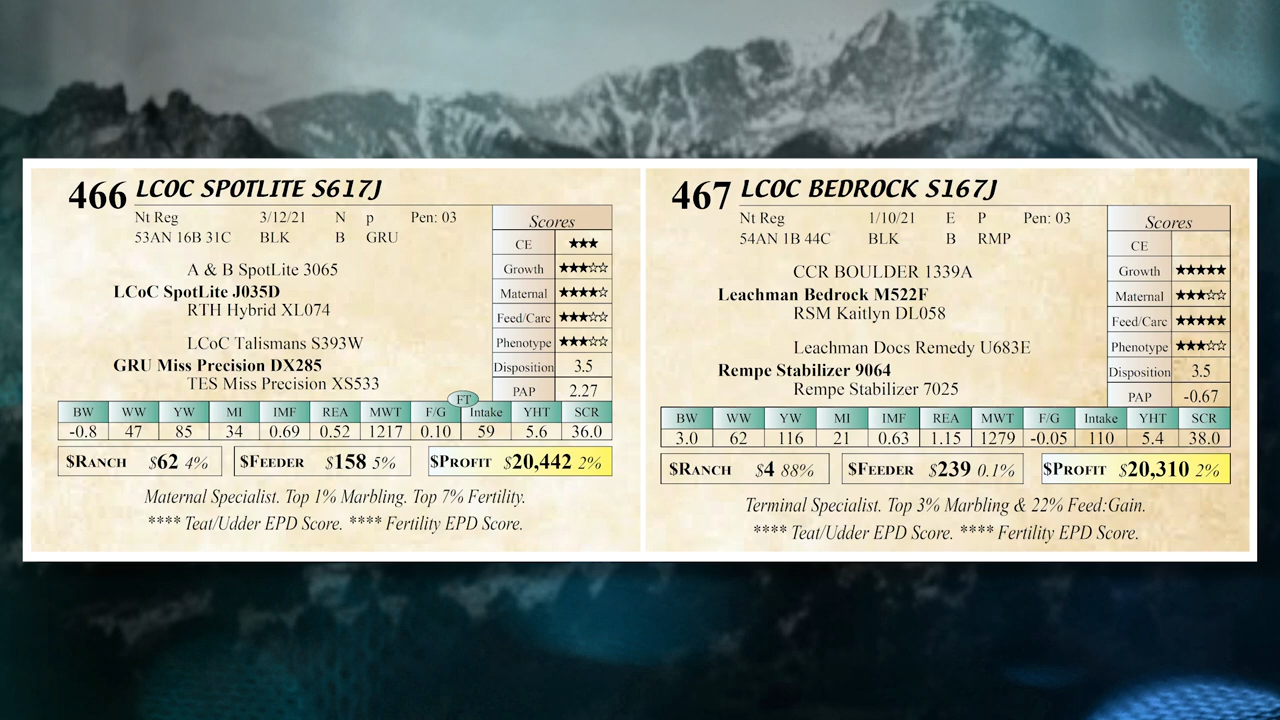 466 LCOC SPOTLITE S617J
Nt Reg 3/12/21 N p Pen: 03
53AN 16B 31C BLK B GRU
A & B SpotLite 3065
LCoC SpotLite J035D
RTH Hybrid XL074
LCoC Talismans S393W
GRU Miss Precision DX285
TES Miss Precision XS533
Scores
CE ★★★
Growth ★★★☆☆
Maternal ★★★★☆
Feed/Carc ★★★☆☆
Phenotype ★★★☆☆
Disposition 3.5
PAP 2.27
FT
BW WW YW MI IMF REA MWT F/G Intake YHT SCR
-0.8 47 85 34 0.69 0.52 1217 0.10 59 5.6 36.0
$RANCH $62 4% $FEEDER $158 5% $PROFIT $20,442 2%
Maternal Specialist. Top 1% Marbling. Top 7% Fertility.
**** Teat/Udder EPD Score. **** Fertility EPD Score.
467 LCOC BEDROCK S167J
Nt Reg 1/10/21 E P Pen: 03
54AN 1B 44C BLK B RMP
CCR BOULDER 1339A
Leachman Bedrock M522F
RSM Kaitlyn DL058
Leachman Docs Remedy U683E
Rempe Stabilizer 9064
Rempe Stabilizer 7025
Scores
CE
Growth ★★★★★
Maternal ★★★☆☆
Feed/Carc ★★★★★
Phenotype ★★★☆☆
Disposition 3.5
PAP -0.67
BW WW YW MI IMF REA MWT F/G Intake YHT SCR
3.0 62 116 21 0.63 1.15 1279 -0.05 110 5.4 38.0
$RANCH $4 88% $FEEDER $239 0.1% $PROFIT $20,310 2%
Terminal Specialist. Top 3% Marbling & 22% Feed:Gain.
**** Teat/Udder EPD Score. **** Fertility EPD Score.